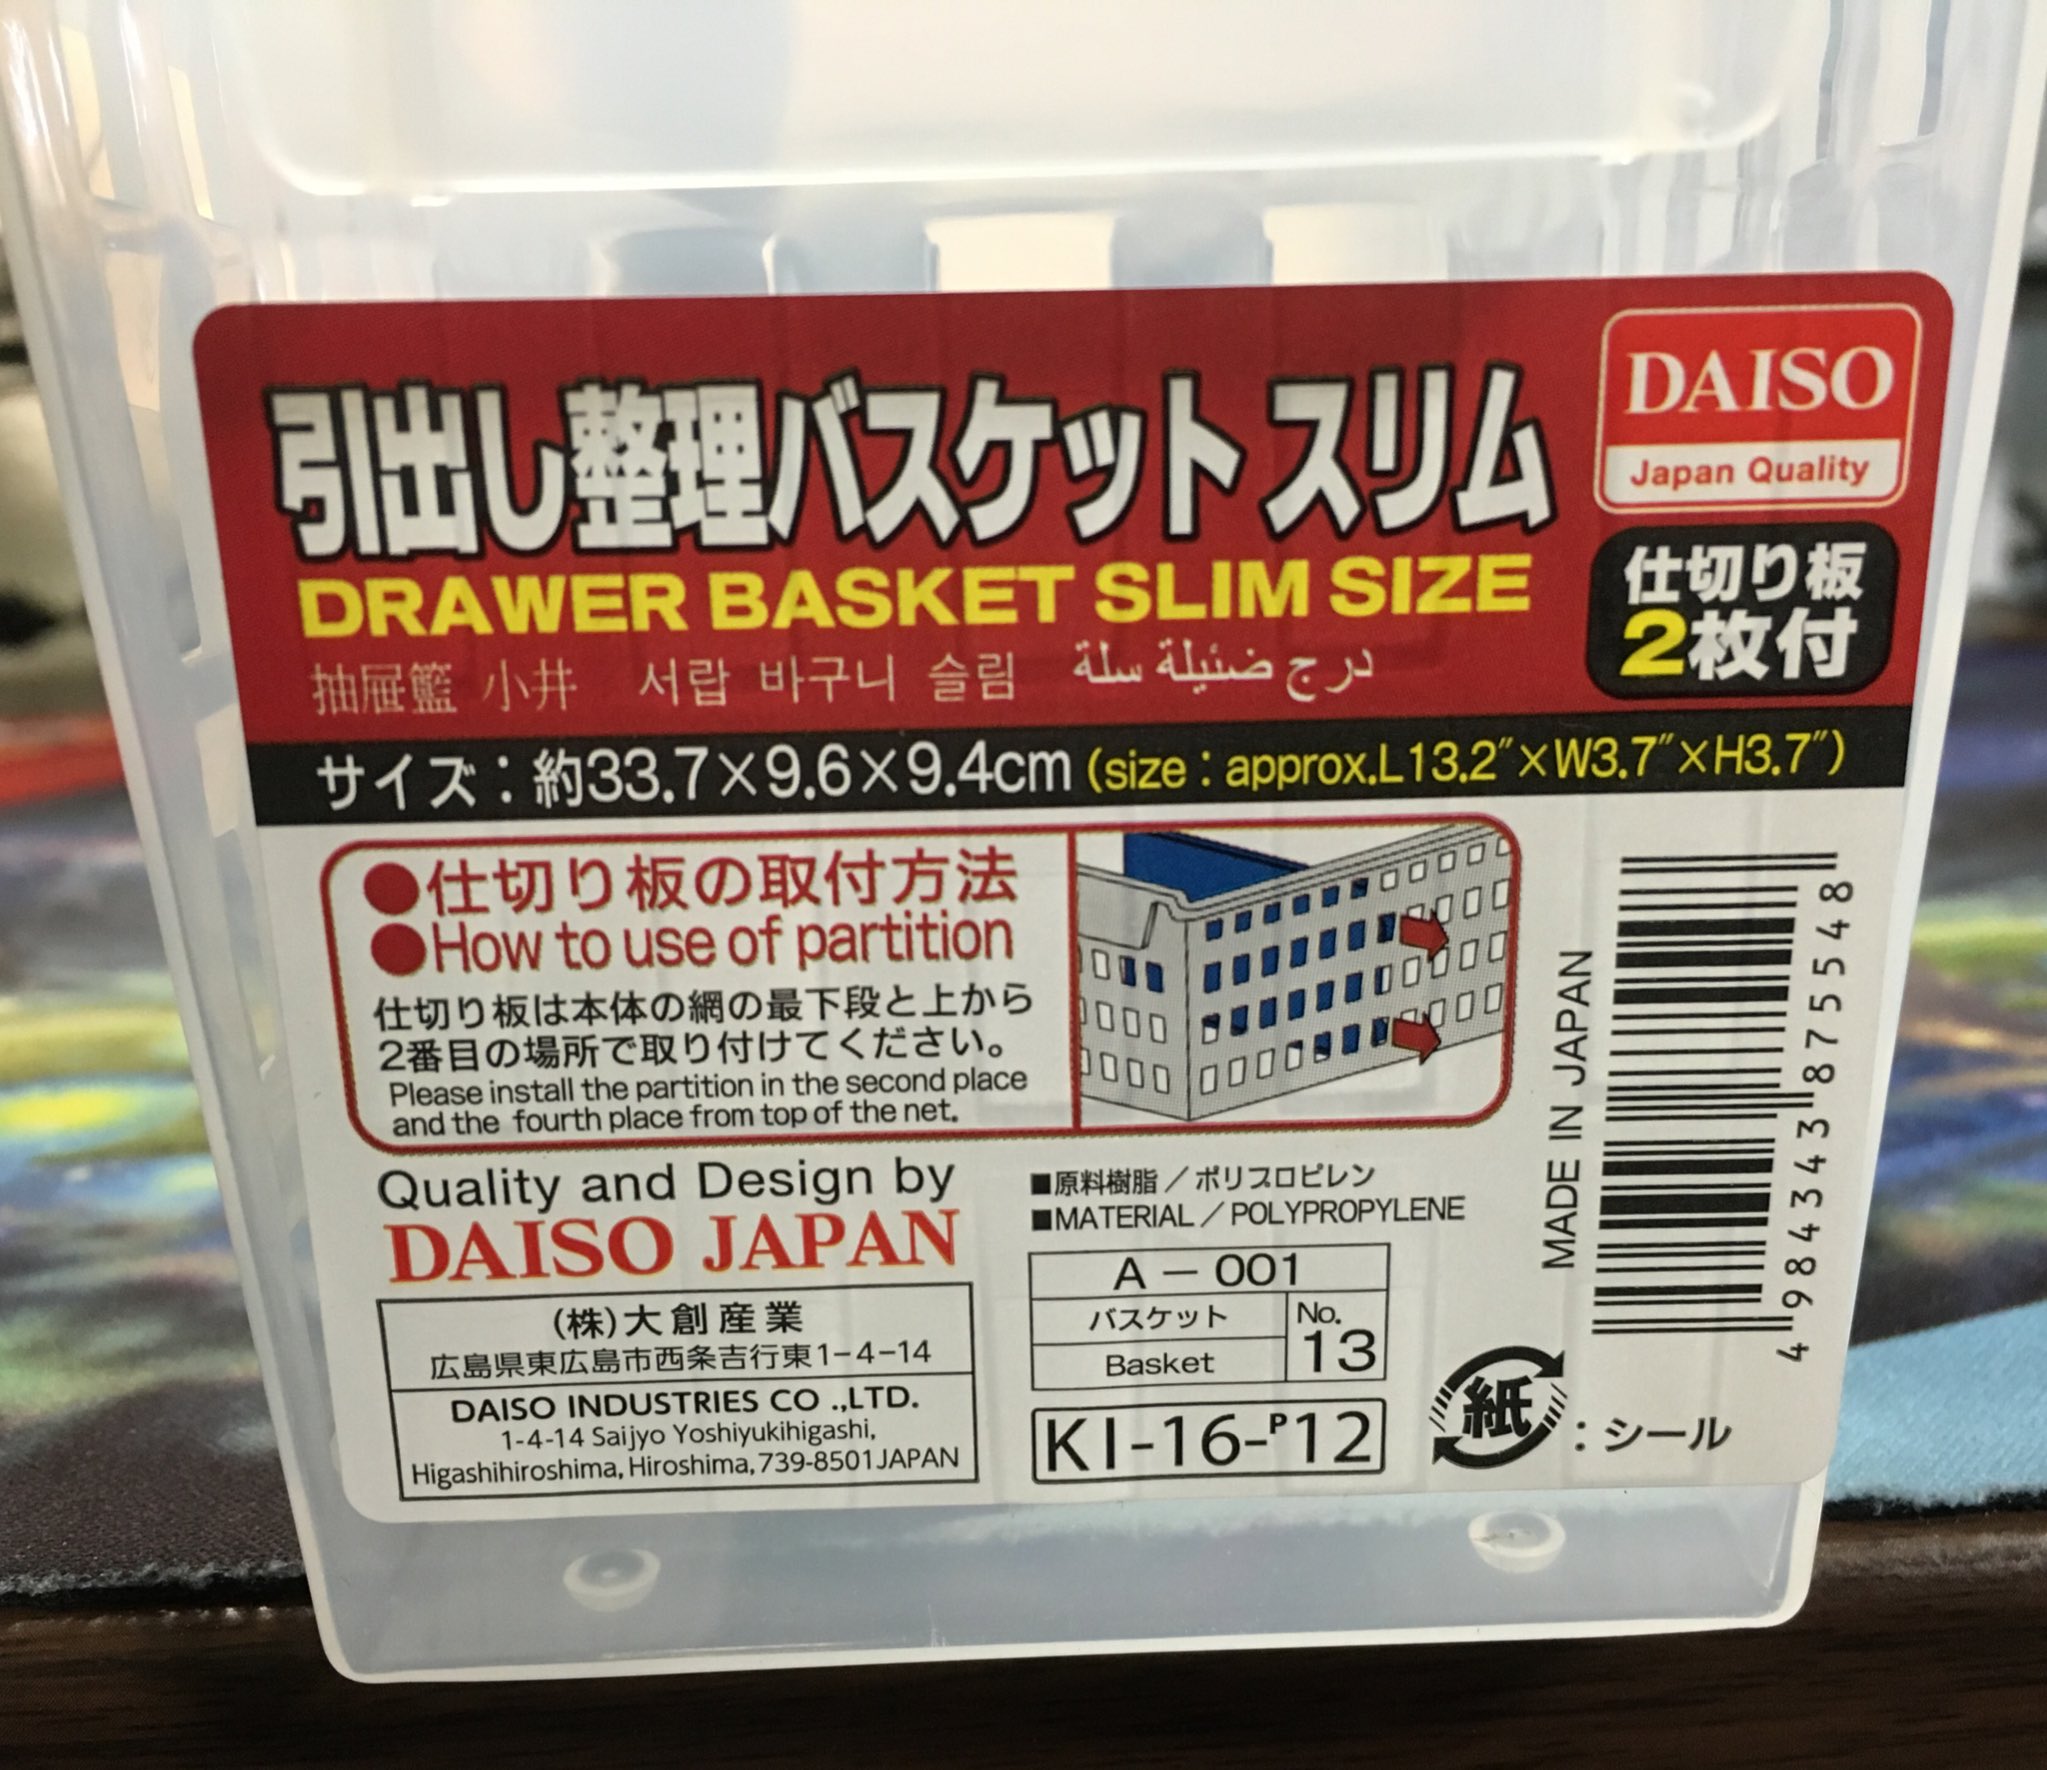 引出し整理バスケット スリム
DAISO
Japan Quality
DRAWER BASKET SLIM SIZE
仕切り板
2枚付
抽屉籃 小井 서랍 바구니 슬림 درج ضئيلة سلة
サイズ：約33.7×9.6×9.4cm (size : approx.L13.2″×W3.7″×H3.7″)
●仕切り板の取付方法
●How to use of partition
仕切り板は本体の網の最下段と上から
2番目の場所で取り付けてください。
Please install the partition in the second place
and the fourth place from top of the net.
Quality and Design by
DAISO JAPAN
(株)大創産業
広島県東広島市西条吉行東1-4-14
DAISO INDUSTRIES CO .,LTD.
1-4-14 Saijyo Yoshiyukihigashi,
Higashihiroshima, Hiroshima, 739-8501 JAPAN
■原料樹脂／ポリプロピレン
■MATERIAL／POLYPROPYLENE
A － 001
バスケット
Basket
No.
13
KI-16-P12
MADE IN JAPAN
4984343875548
紙
：シール